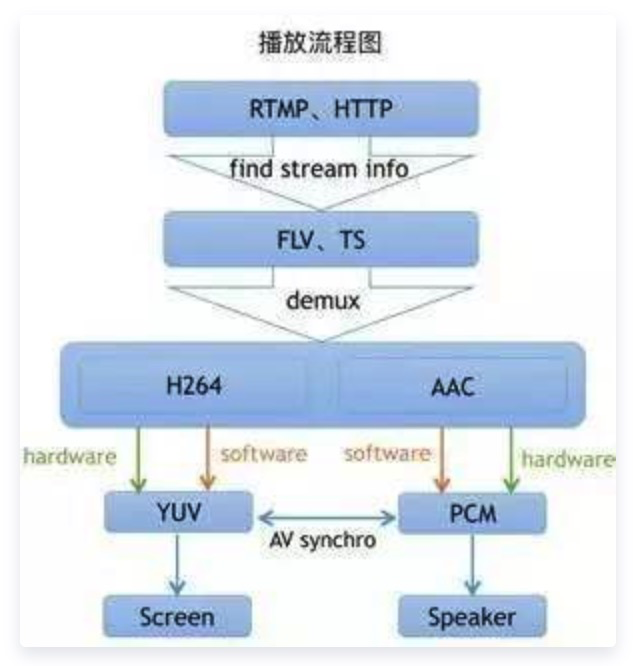 播放流程图
RTMP、HTTP
find stream info
FLV、TS
demux
H264
AAC
hardware
software
software
hardware
YUV
PCM
AV synchro
Screen
Speaker